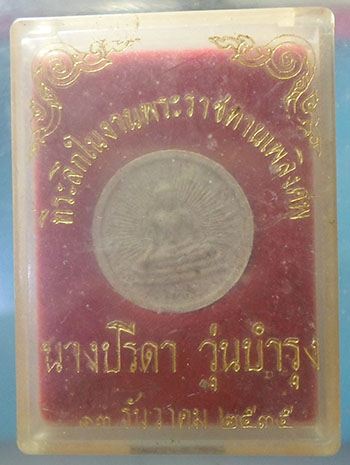 ที่ระลึกในงานพระราชทานเพลิงศพ
นางปรีดา วุ่นบำรุง
๑๓ ธันวาคม ๒๕๓๕